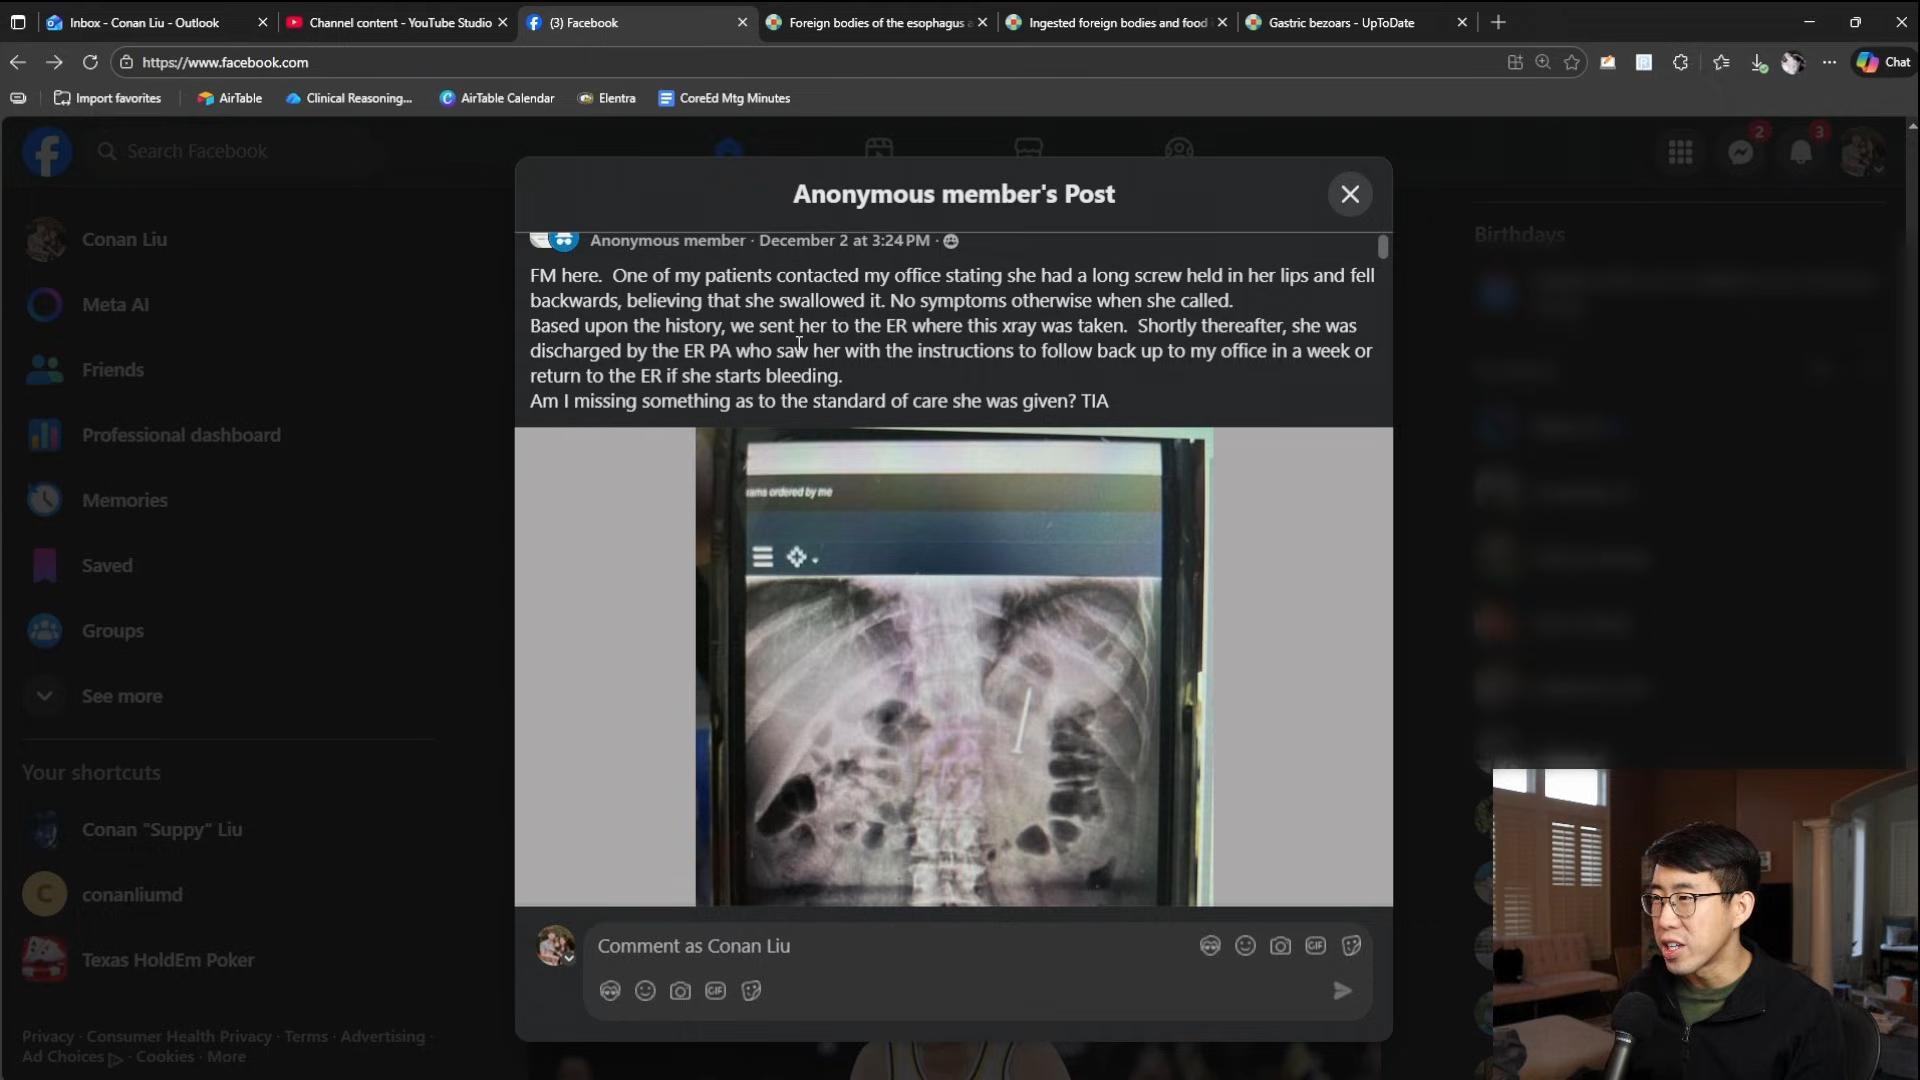 Inbox - Conan Liu - Outlook
Channel content - YouTube Studio
(3) Facebook
Foreign bodies of the esophagus a
Ingested foreign bodies and food
Gastric bezoars - UpToDate
https://www.facebook.com
Chat
Import favorites
AirTable
Clinical Reasoning...
AirTable Calendar
Elentra
CoreEd Mtg Minutes
Search Facebook
2
3
Conan Liu
Meta AI
Friends
Professional dashboard
Memories
Saved
Groups
See more
Your shortcuts
Conan "Suppy" Liu
C
conanliumd
Texas HoldEm Poker
Privacy · Consumer Health Privacy · Terms · Advertising ·
Ad Choices · Cookies · More
Anonymous member's Post
Anonymous member · December 2 at 3:24 PM ·
FM here. One of my patients contacted my office stating she had a long screw held in her lips and fell
backwards, believing that she swallowed it. No symptoms otherwise when she called.
Based upon the history, we sent her to the ER where this xray was taken. Shortly thereafter, she was
discharged by the ER PA who saw her with the instructions to follow back up to my office in a week or
return to the ER if she starts bleeding.
Am I missing something as to the standard of care she was given? TIA
ordered by me
Comment as Conan Liu
GIF
GIF
Birthdays